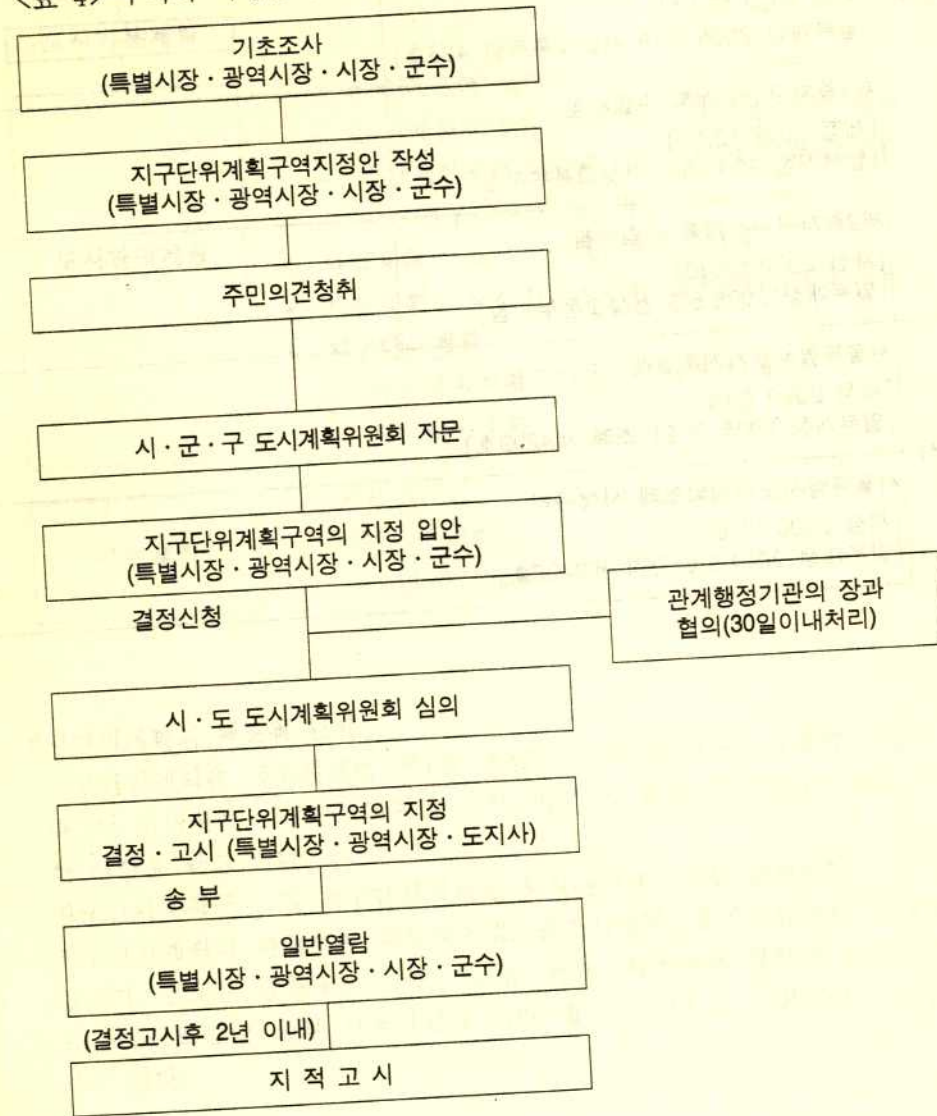 기초조사
(특별시장 · 광역시장 · 시장 · 군수)
지구단위계획구역지정안 작성
(특별시장 · 광역시장 · 시장 · 군수)
주민의견청취
시 · 군 · 구 도시계획위원회 자문
지구단위계획구역의 지정 입안
(특별시장 · 광역시장 · 시장 · 군수)
결정신청
관계행정기관의 장과
협의(30일이내처리)
시 · 도 도시계획위원회 심의
지구단위계획구역의 지정
결정 · 고시 (특별시장 · 광역시장 · 도지사)
송 부
일반열람
(특별시장 · 광역시장 · 시장 · 군수)
(결정고시후 2년 이내)
지 적 고 시